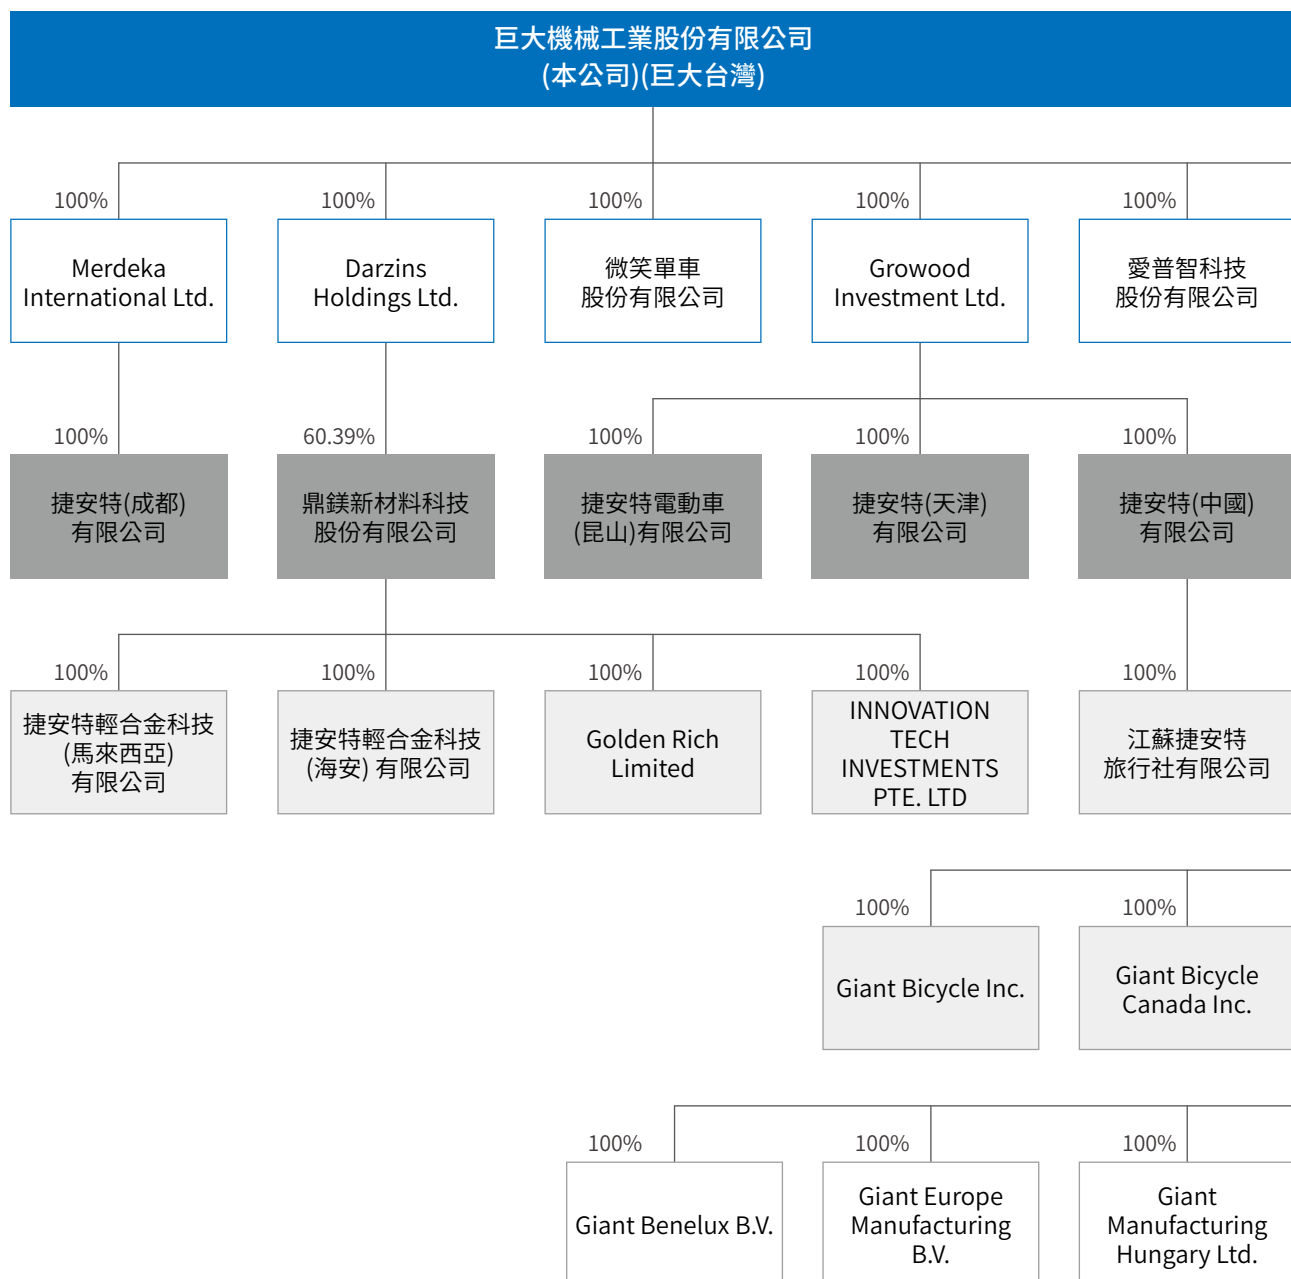 巨大機械工業股份有限公司
(本公司)(巨大台灣)
100%
100%
100%
100%
100%
Merdeka
International Ltd.
Darzins
Holdings Ltd.
微笑單車
股份有限公司
Growood
Investment Ltd.
愛普智科技
股份有限公司
100%
60.39%
100%
100%
100%
捷安特(成都)
有限公司
鼎鎂新材料科技
股份有限公司
捷安特電動車
(昆山)有限公司
捷安特(天津)
有限公司
捷安特(中國)
有限公司
100%
100%
100%
100%
100%
捷安特輕合金科技
(馬來西亞)
有限公司
捷安特輕合金科技
(海安) 有限公司
Golden Rich
Limited
INNOVATION
TECH
INVESTMENTS
PTE. LTD
江蘇捷安特
旅行社有限公司
100%
100%
Giant Bicycle Inc.
Giant Bicycle
Canada Inc.
100%
100%
100%
Giant Benelux B.V.
Giant Europe
Manufacturing
B.V.
Giant
Manufacturing
Hungary Ltd.